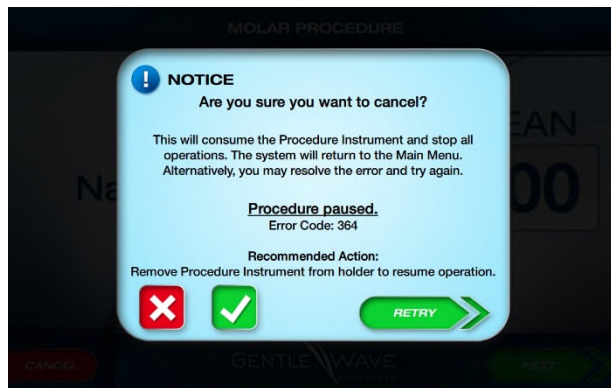 MOLAR PROCEDURE
NOTICE
Are you sure you want to cancel?
This will consume the Procedure Instrument and stop all
operations. The system will return to the Main Menu.
Alternatively, you may resolve the error and try again.
Procedure paused.
Error Code: 364
Recommended Action:
Remove Procedure Instrument from holder to resume operation.
RETRY
CANCEL
GENTLEWAVE
NEXT